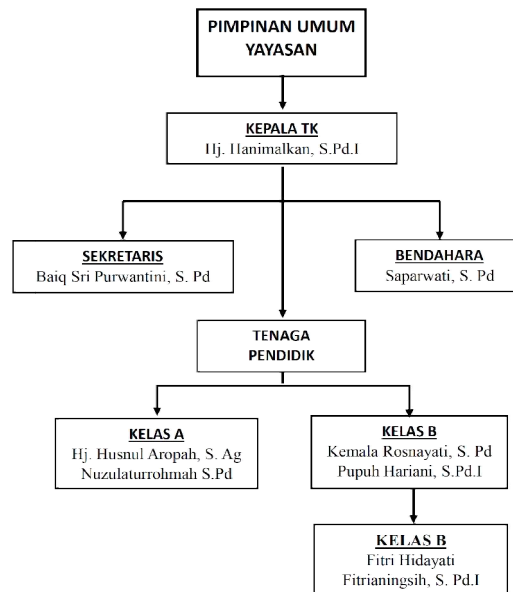 PIMPINAN UMUM
YAYASAN
KEPALA TK
Hj. Hanimalkan, S.Pd.I
SEKRETARIS
Baiq Sri Purwantini, S. Pd
BENDAHARA
Saparwati, S. Pd
TENAGA
PENDIDIK
KELAS A
Hj. Husnul Aropah, S. Ag
Nuzulaturrohmah S.Pd
KELAS B
Kemala Rosnayati, S. Pd
Pupuh Hariani, S.Pd.I
KELAS B
Fitri Hidayati
Fitrianingsih, S. Pd.I